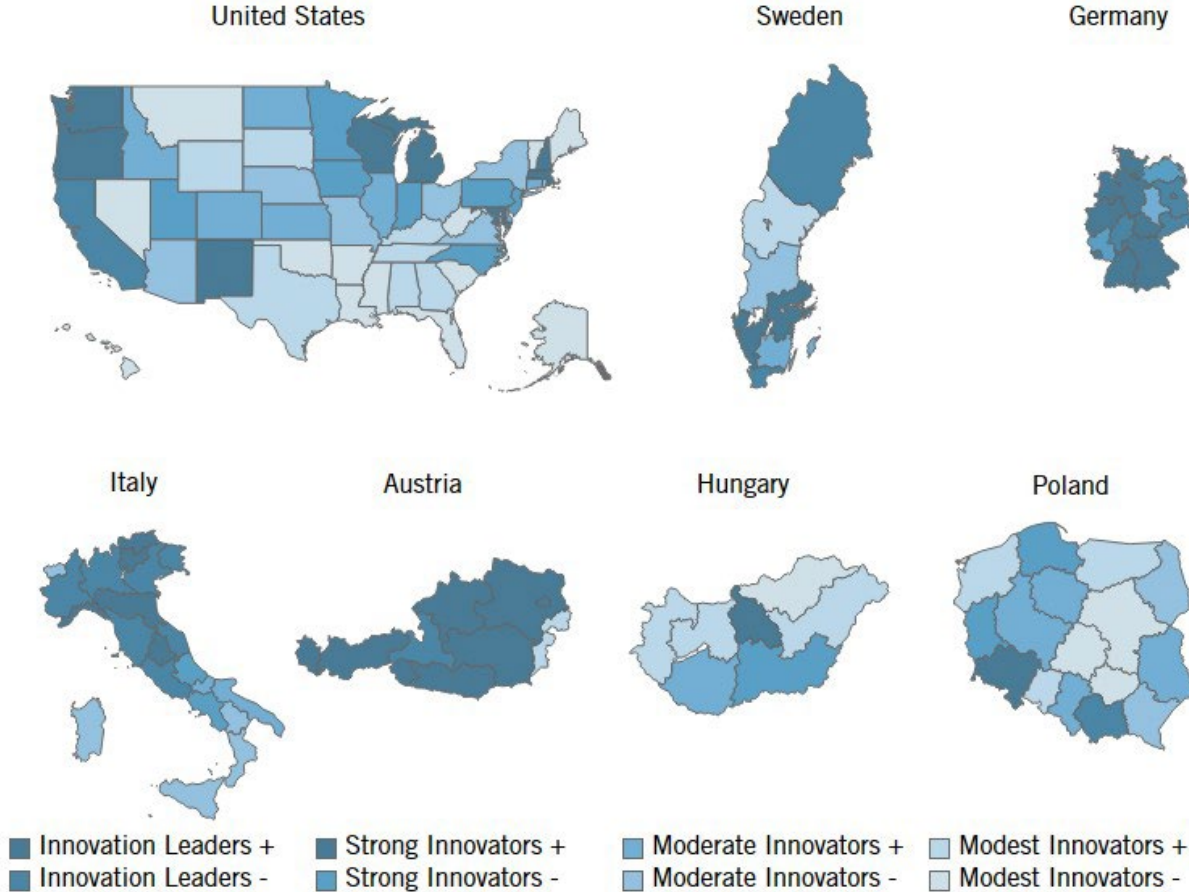 United States Sweden Germany
Italy Austria Hungary Poland
Innovation Leaders + Strong Innovators + Moderate Innovators + Modest Innovators +
Innovation Leaders - Strong Innovators - Moderate Innovators - Modest Innovators -